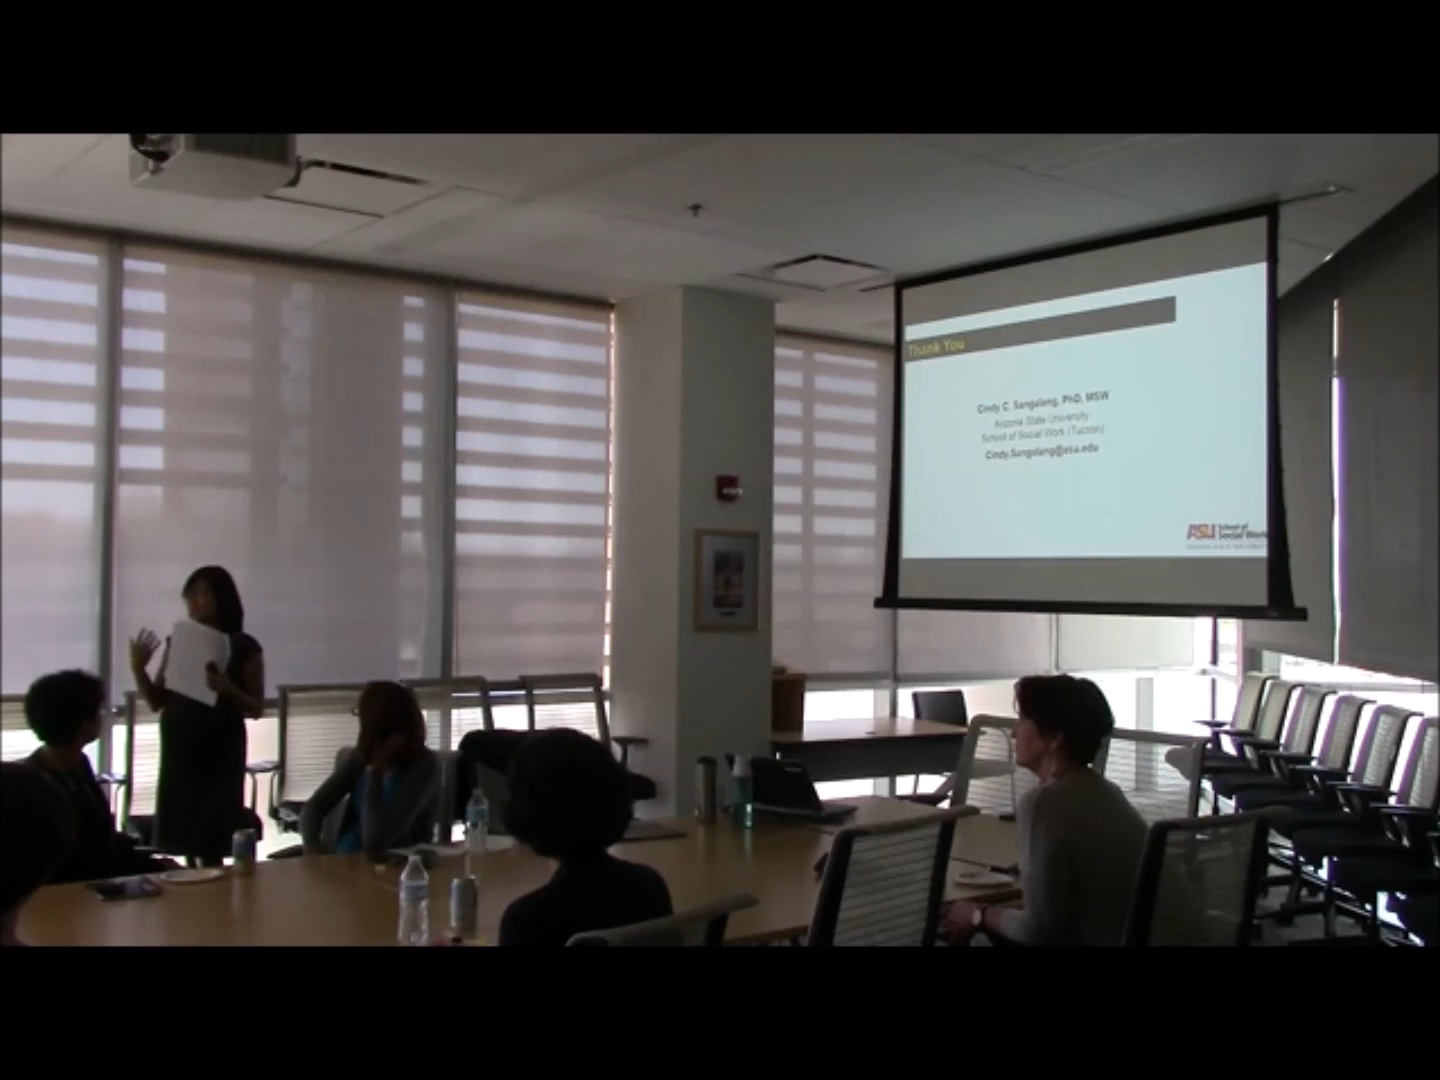 Thank You
Cindy C. Sangalang, PhD, MSW
Arizona State University
School of Social Work (Tucson)
Cindy.Sangalang@asu.edu
ASU School of
Social Work